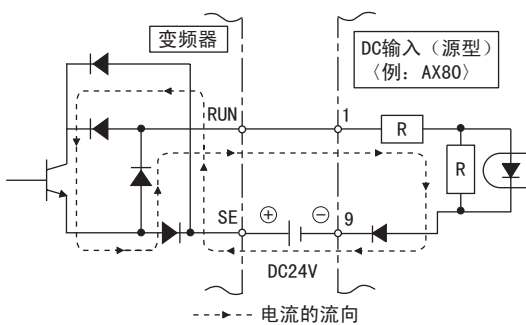 变频器
DC输入（源型）
〈例：AX80〉
RUN
1
R
R
SE
⊕
⊖
9
DC24V
电流的流向